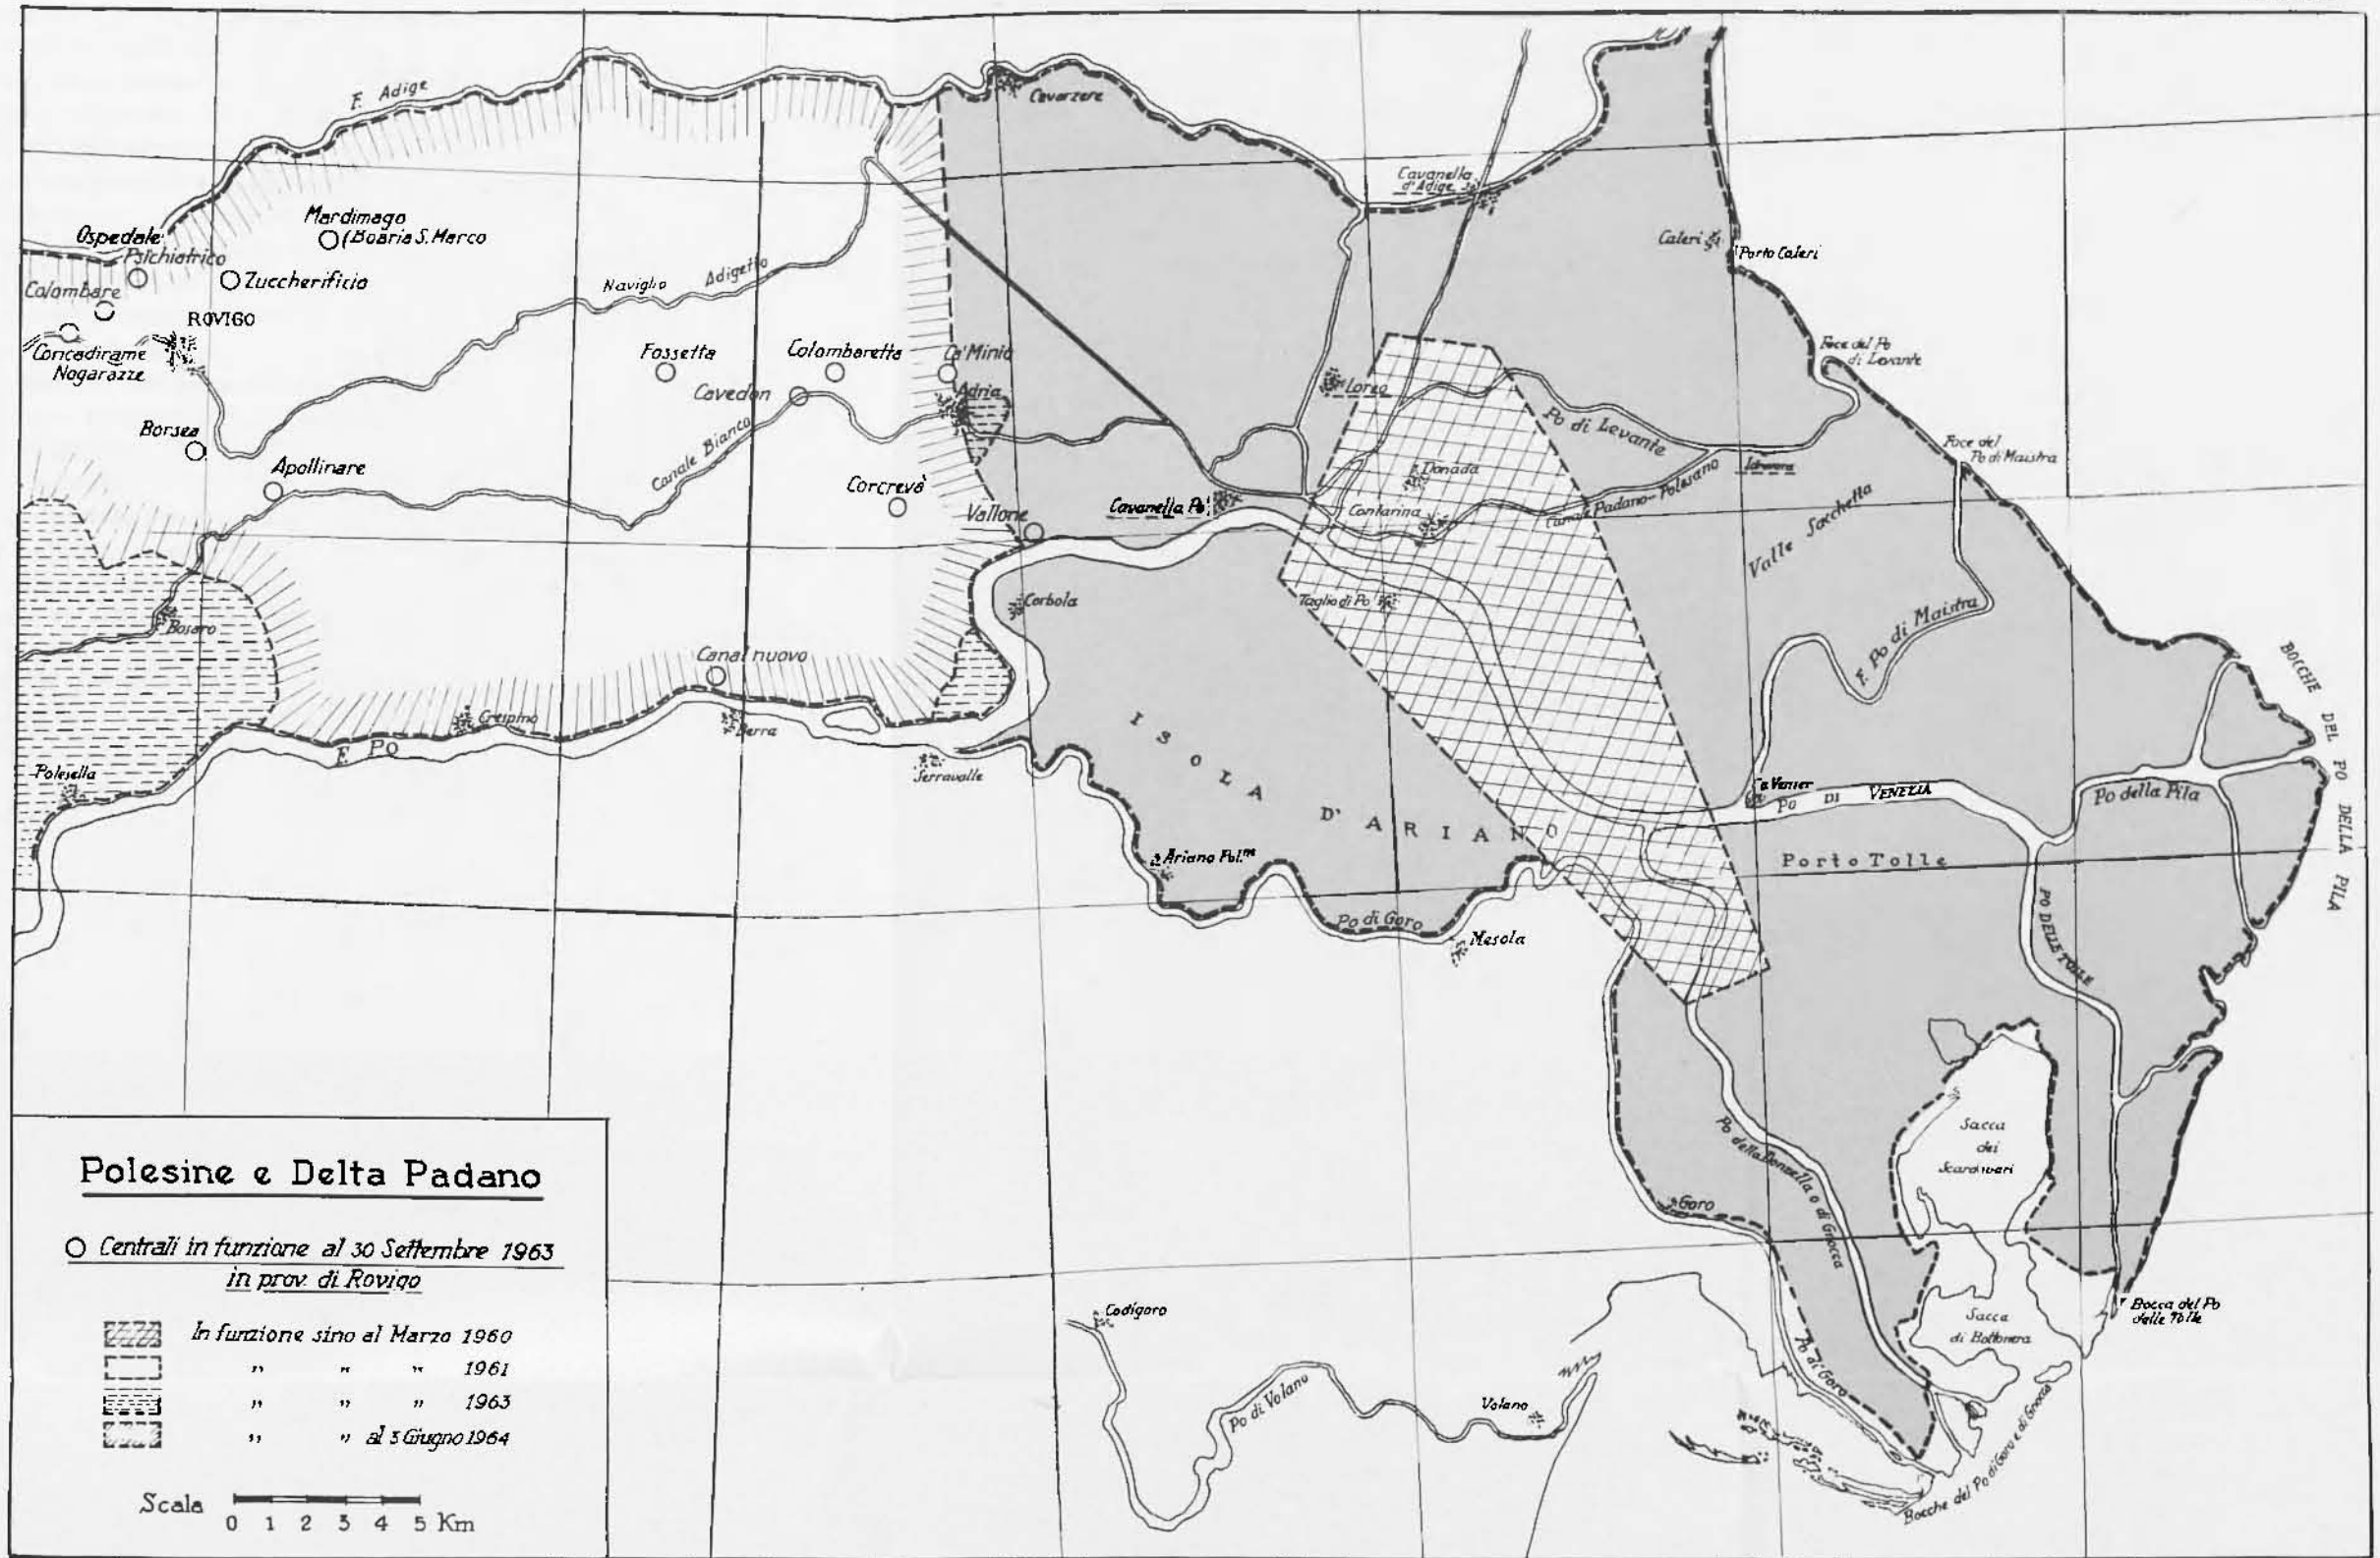 F. Adige
Cavarzere
Cavanella
d'Adige
Mardimago
(Boaria S. Marco
Ospedale
Psichiatrico
Zuccherificio
Colombare
ROVIGO
Concadirame
Nogarazze
Naviglio Adigetto
Caleri
Porto Caleri
Fossetta
Colombaretta
Ca' Minio
Cavedon
Adria
Loreo
Foce del Po
di Levante
Borsea
Apollinare
Canale Bianco
Corcrevà
Vallone
Cavanella Po
Donada
Contarina
Po di Levante
Canale Padano-Polesano
Idrovora
Foce del
Po di Maistra
Valle Sacchetta
Bosaro
Corbola
Taglio di Po
F. Po di Maistra
Canal nuovo
Crespino
Berra
F. Po
Polesella
Serravalle
ISOLA D'ARIANO
Ca Venier
PO DI VENEZIA
Po della Pila
BOCCHE DEL PO DELLA PILA
Porto Tolle
Ariano Pol.
Po di Goro
Mesola
PO DELLE TOLLE
Sacca
dei
Scardovari
Po della Donzella o di Gnocca
Goro
Sacca
di Bottonera
Bocca del Po
delle Tolle
Po di Goro
Bocche del Po di Goro e di Gnocca
Codigoro
Po di Volano
Volano
Polesine e Delta Padano
Centrali in funzione al 30 Settembre 1963
in prov. di Rovigo
In funzione sino al Marzo 1960
" " " 1961
" " " 1963
" " al 3 Giugno 1964
Scala
0 1 2 3 4 5 Km